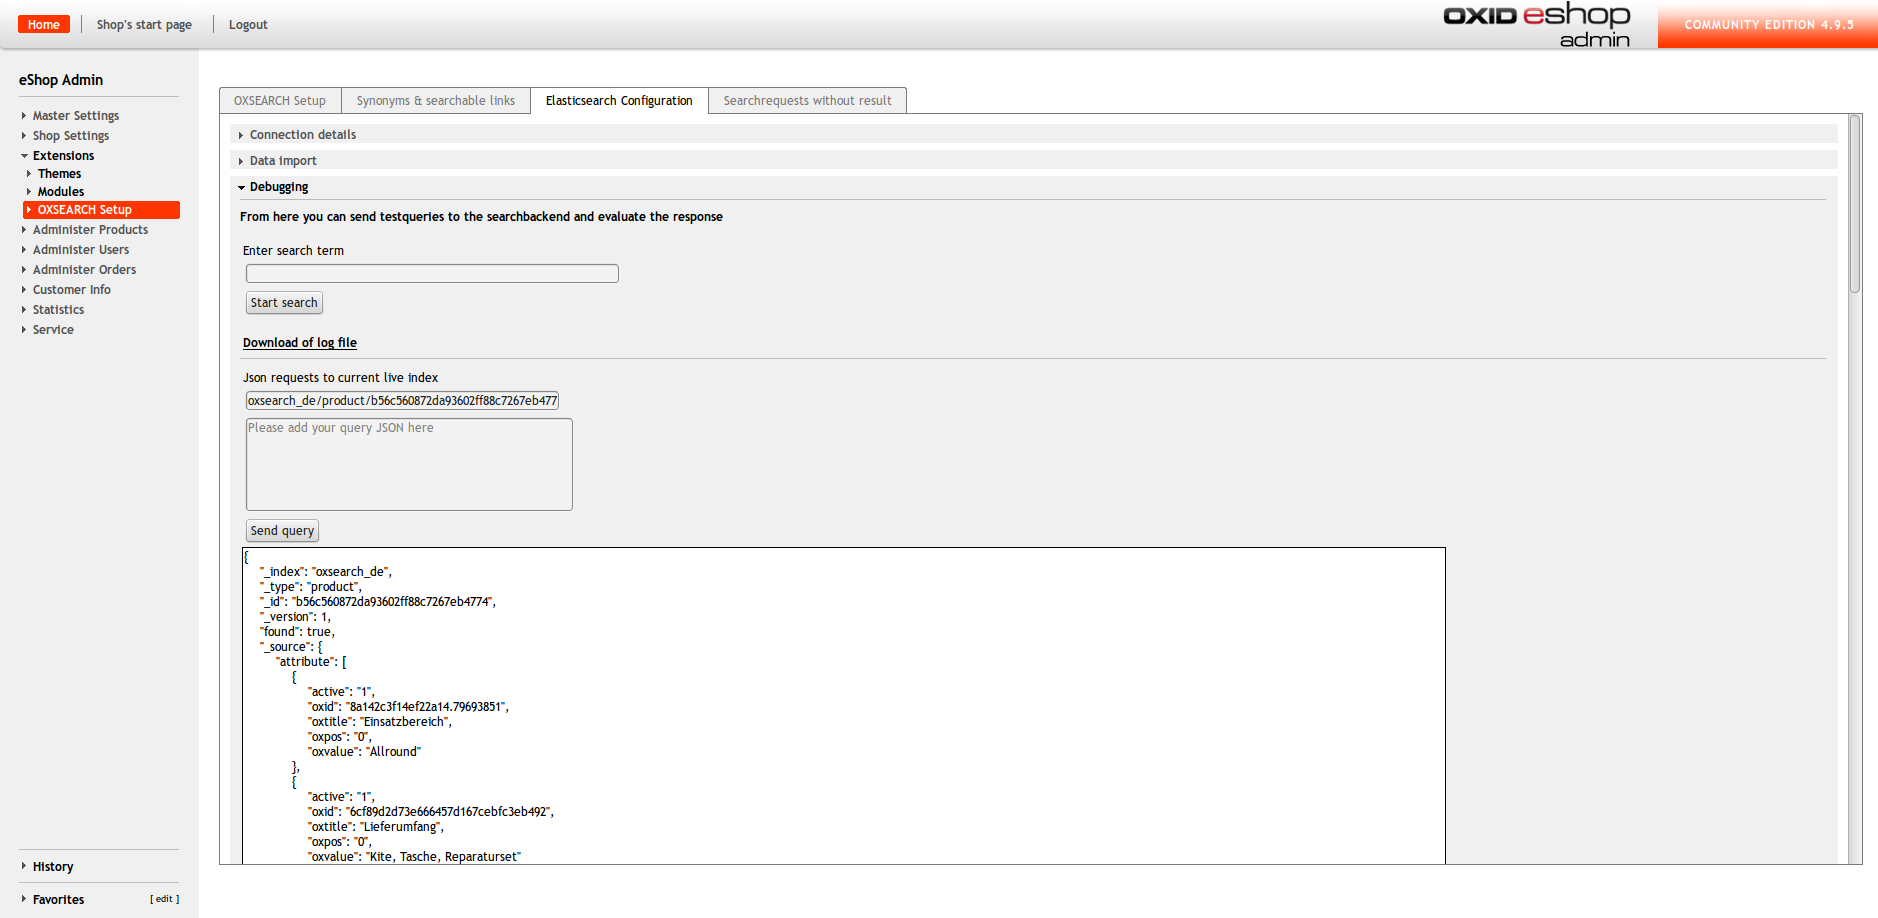 Home
Shop's start page
Logout
OXID eshop
admin
COMMUNITY EDITION 4.9.5
eShop Admin
Master Settings
Shop Settings
Extensions
Themes
Modules
OXSEARCH Setup
Administer Products
Administer Users
Administer Orders
Customer Info
Statistics
Service
History
Favorites
[ edit ]
OXSEARCH Setup
Synonyms & searchable links
Elasticsearch Configuration
Searchrequests without result
Connection details
Data import
Debugging
From here you can send testqueries to the searchbackend and evaluate the response
Enter search term
Start search
Download of log file
Json requests to current live index
oxsearch_de/product/b56c560872da93602ff88c7267eb477
Please add your query JSON here
Send query
{
"_index": "oxsearch_de",
"_type": "product",
"_id": "b56c560872da93602ff88c7267eb4774",
"_version": 1,
"found": true,
"_source": {
"attribute": [
{
"active": "1",
"oxid": "8a142c3f14ef22a14.79693851",
"oxtitle": "Einsatzbereich",
"oxpos": "0",
"oxvalue": "Allround"
},
{
"active": "1",
"oxid": "6cf89d2d73e666457d167cebfc3eb492",
"oxtitle": "Lieferumfang",
"oxpos": "0",
"oxvalue": "Kite, Tasche, Reparaturset"